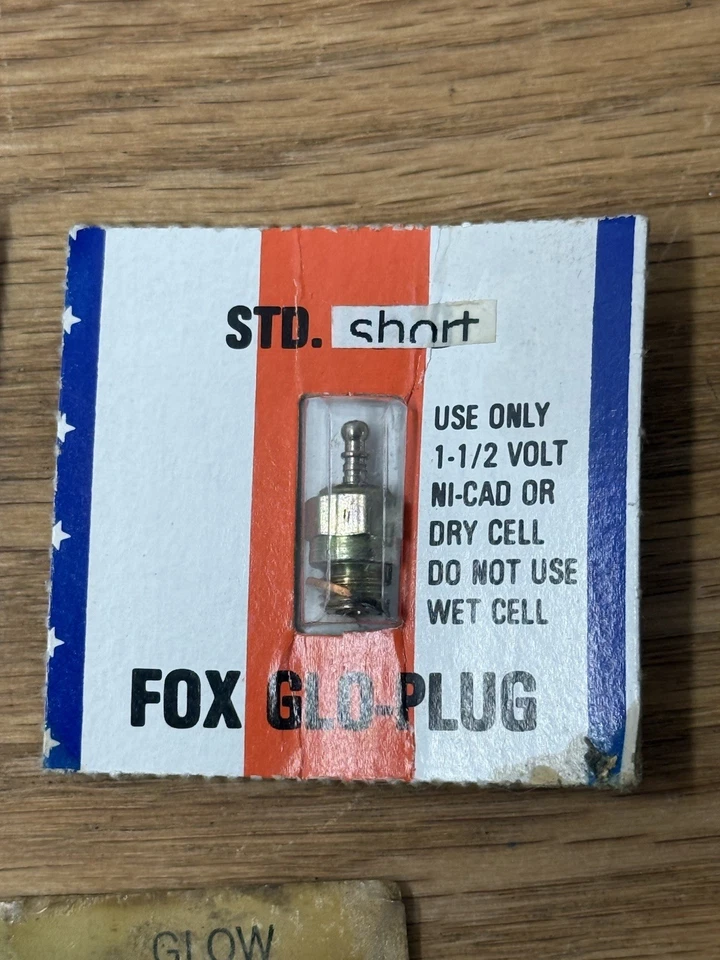 STD. short
USE ONLY
1-1/2 VOLT
NI-CAD OR
DRY CELL
DO NOT USE
WET CELL
FOX GLO-PLUG
GLOW